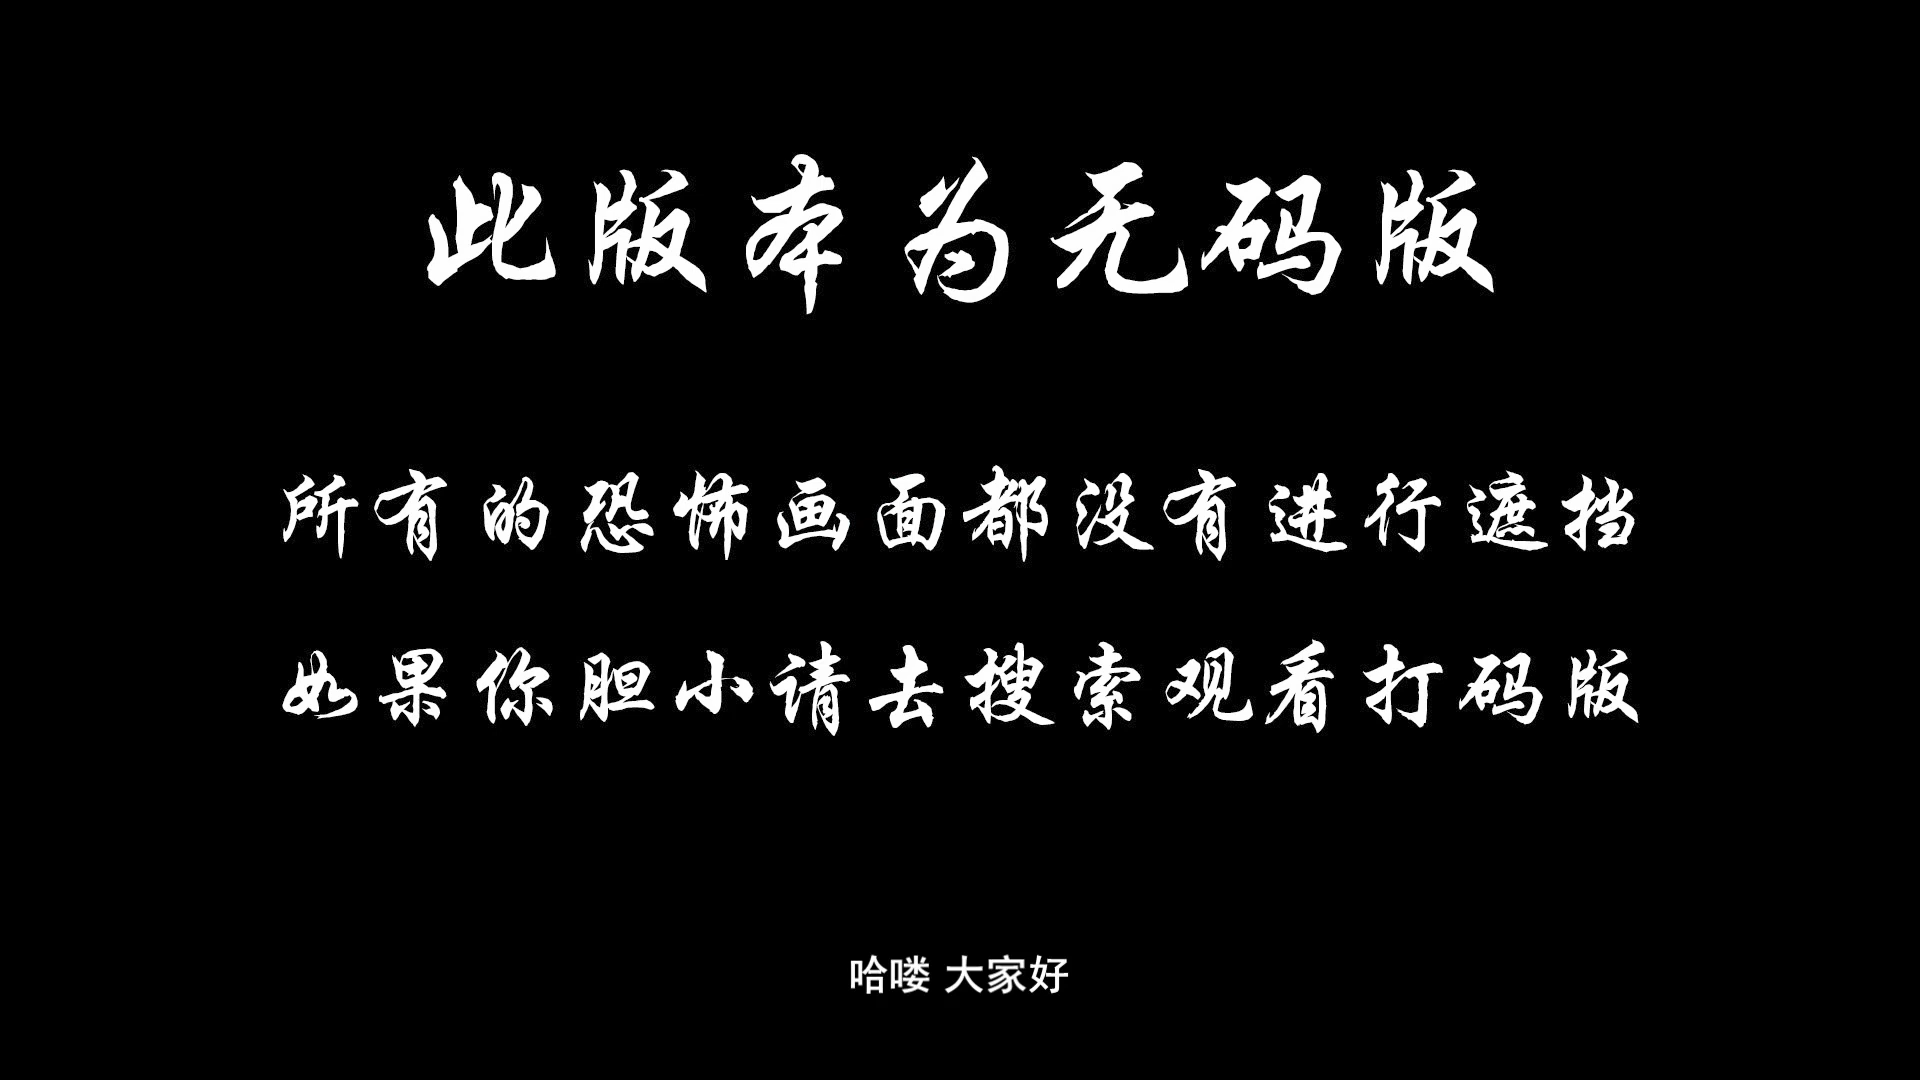 此版本为无码版
所有的恐怖画面都没有进行遮挡
如果你胆小请去搜索观看打码版
哈喽 大家好